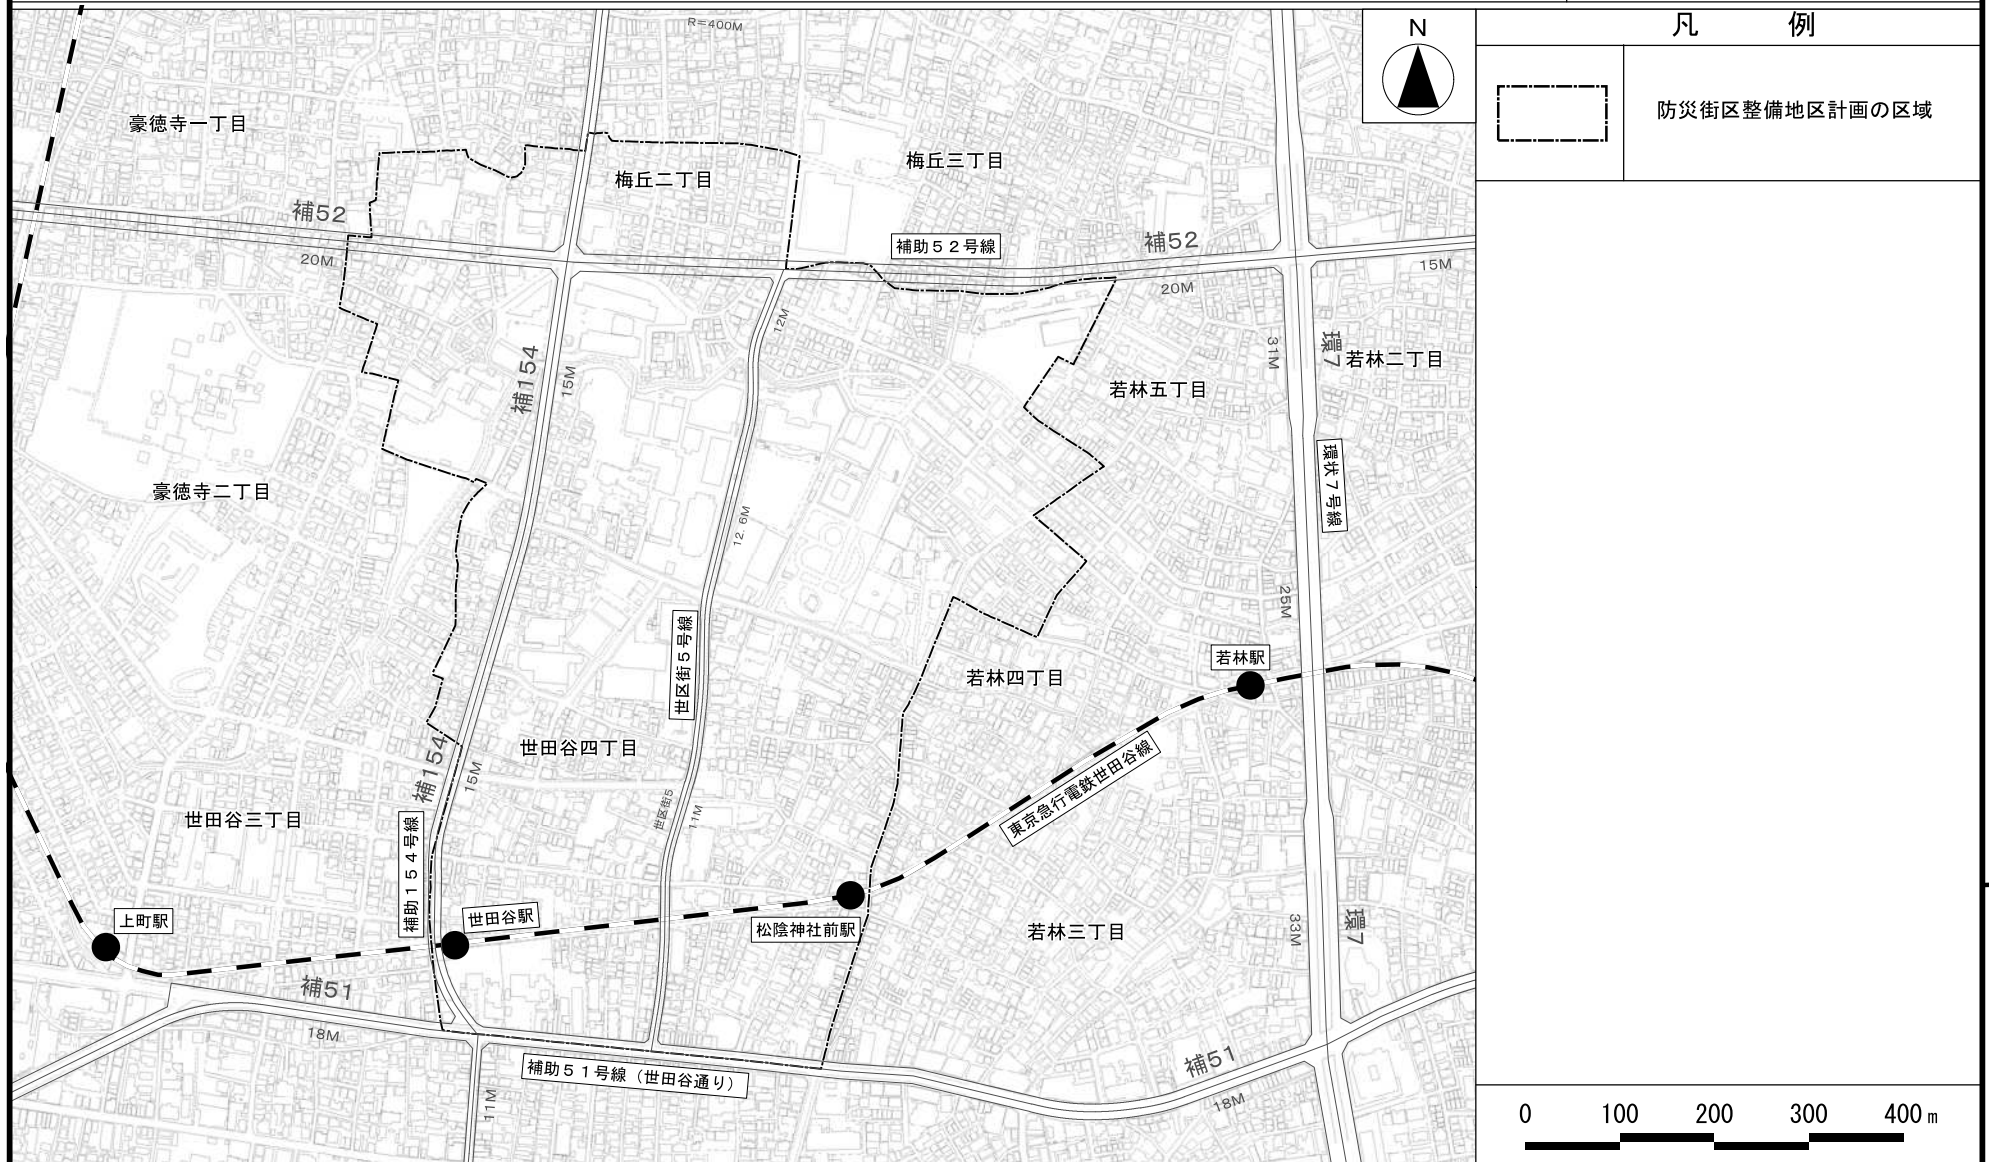 R=400M
N
凡 例
防災街区整備地区計画の区域
豪徳寺一丁目
梅丘二丁目
梅丘三丁目
補52
20M
補助５２号線
補52
20M
15M
12M
31M
環7
若林二丁目
補154
15M
若林五丁目
環状７号線
豪徳寺二丁目
12.6M
25M
世区街５号線
若林駅
若林四丁目
世田谷四丁目
補154
15M
東京急行電鉄世田谷線
世区街5
11M
世田谷三丁目
補助１５４号線
上町駅
世田谷駅
松陰神社前駅
若林三丁目
33M
環7
補51
18M
補助５１号線（世田谷通り）
補51
18M
11M
0 100 200 300 400ｍ